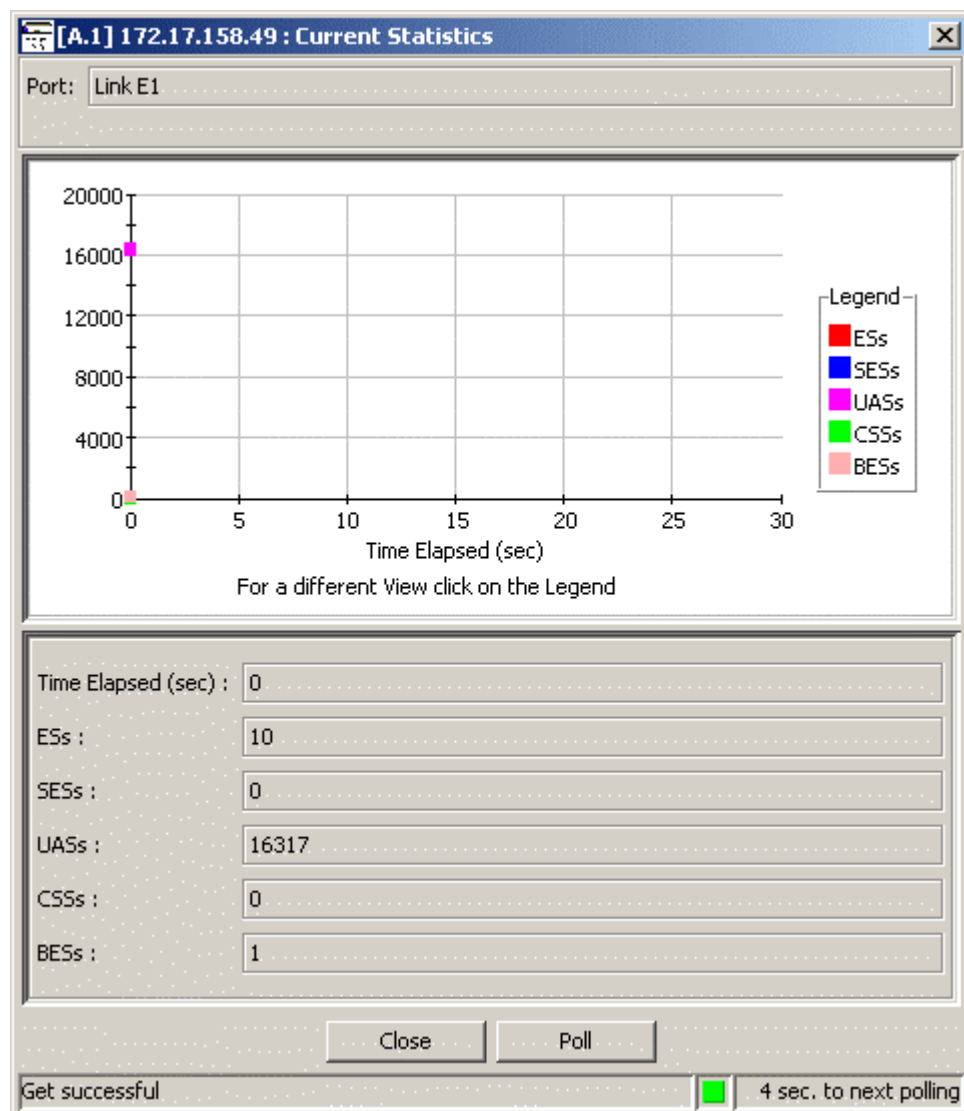 [A.1] 172.17.158.49 : Current Statistics
Port: Link E1
20000
16000
12000
8000
4000
0
0 5 10 15 20 25 30
Time Elapsed (sec)
For a different View click on the Legend
Legend
ESs
SESs
UASs
CSSs
BESs
Time Elapsed (sec) : 0
ESs : 10
SESs : 0
UASs : 16317
CSSs : 0
BESs : 1
Close Poll
Get successful 4 sec. to next polling